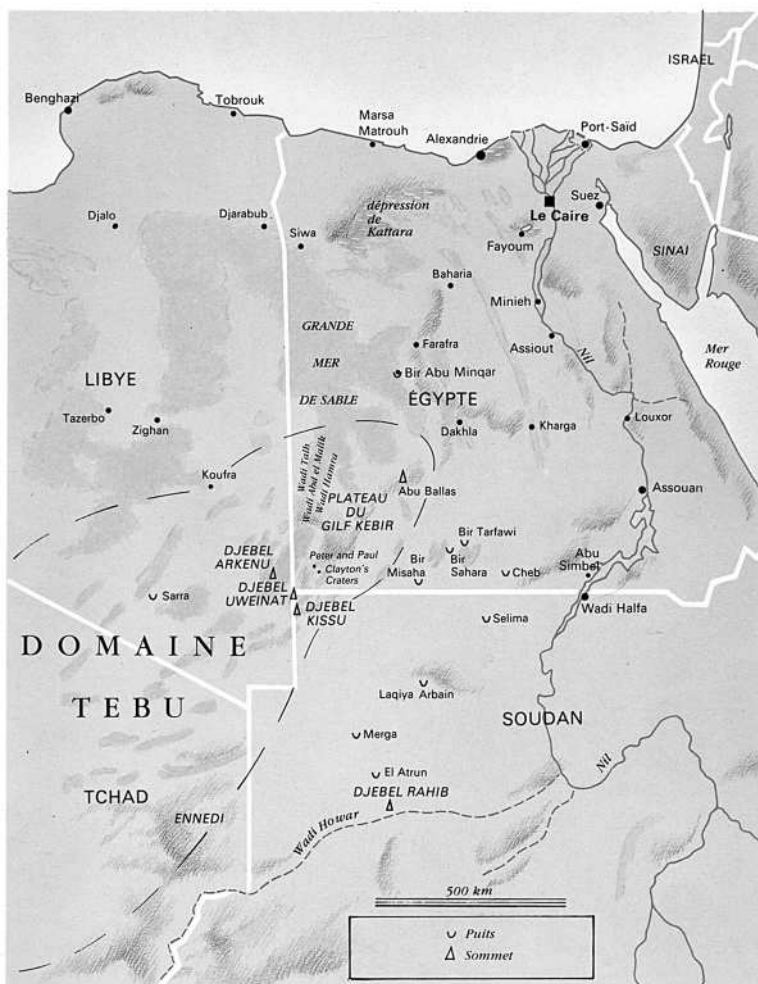 ISRAEL
Benghazi
Tobrouk
Marsa
Matrouh
Alexandrie
Port-Saïd
Djalo
Djarabub
Siwa
dépression
de
Kattara
Le Caire
Suez
Fayoum
SINAI
Baharia
Minieh
GRANDE
MER
DE SABLE
Farafra
Assiout
Nil
Mer
Rouge
Bir Abu Minqar
LIBYE
ÉGYPTE
Tazerbo
Zighan
Dakhla
Kharga
Louxor
Koufra
Wadi Talh
Wadi Abd el Malik
Wadi Hamra
Abu Ballas
PLATEAU
DU
GILF KEBIR
Assouan
Bir Tarfawi
DJEBEL
ARKENU
Peter and Paul
Clayton's
Craters
Bir
Misaha
Bir
Sahara
Cheb
Abu
Simbel
Sarra
DJEBEL
UWEINAT
DJEBEL
KISSU
Wadi Halfa
Selima
DOMAINE
TEBU
Laqiya Arbain
SOUDAN
Merga
Nil
El Atrun
TCHAD
DJEBEL RAHIB
ENNEDI
Wadi Howar
500 km
Puits
Sommet